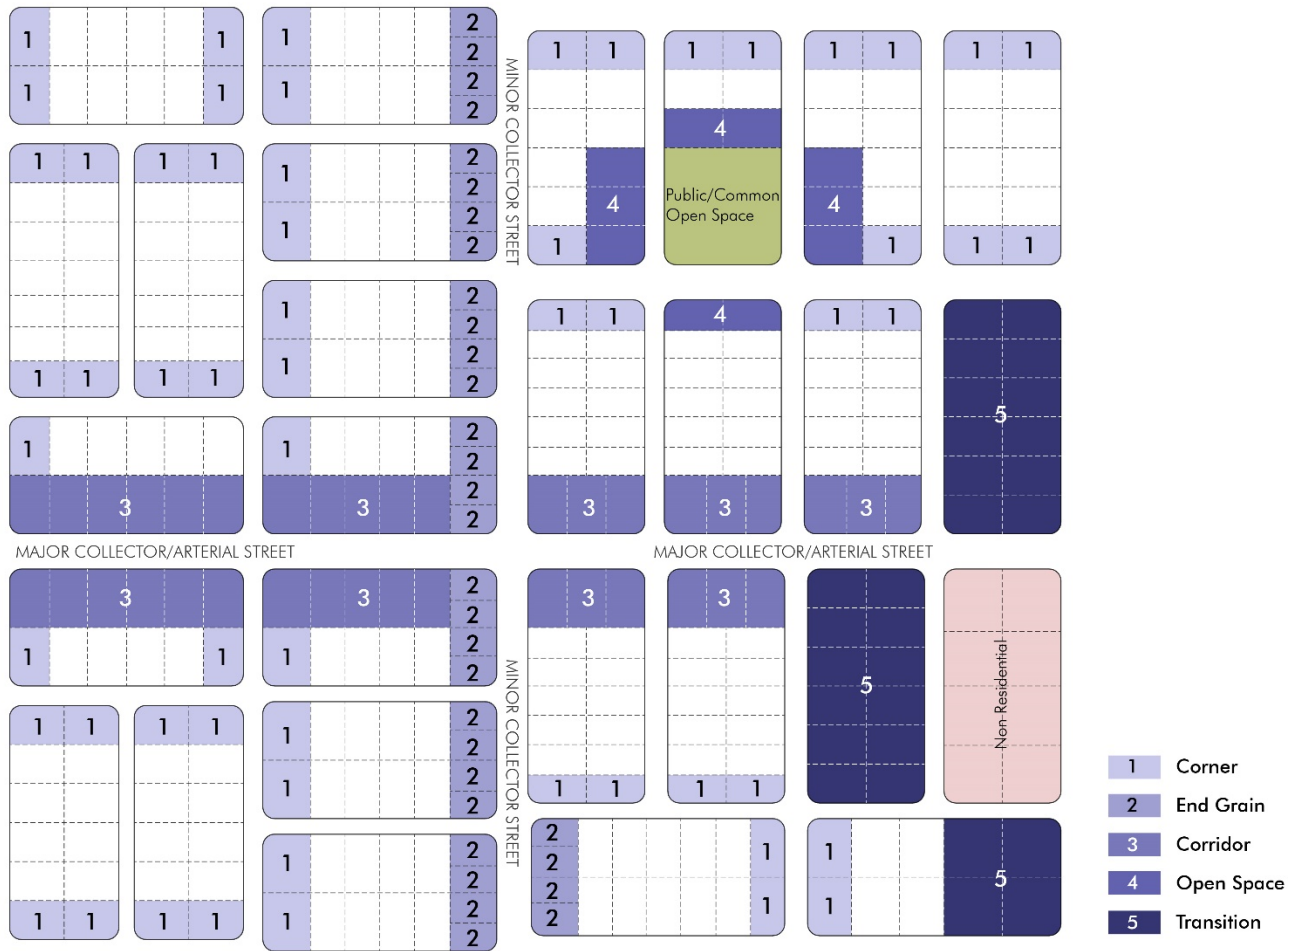 1 1 1 2 1 1 1 1 1 1 1 1
2
1 1 1 2
2
4
1 1 1 1 1 2
2
4 Public/Common 4
Open Space
1 2
2
1 1 1 1
MINOR COLLECTOR STREET
1 2 1 1 4 1 1
2
1 2
2
1 1 1 1
5
1 1 2
2
3 3 2 3 3 3
2
MAJOR COLLECTOR/ARTERIAL STREET MAJOR COLLECTOR/ARTERIAL STREET
3 3 2 3 3
2
1 1 1 2
2
5 Non-Residential
MINOR COLLECTOR STREET
1 1 1 1 1 2
2
1 2
2
1 1 1 1
1 Corner
2 End Grain
3 Corridor
4 Open Space
5 Transition
1 2 2 1 1
2 2
5
1 2 2 1 1
2 2
1 1 1 1